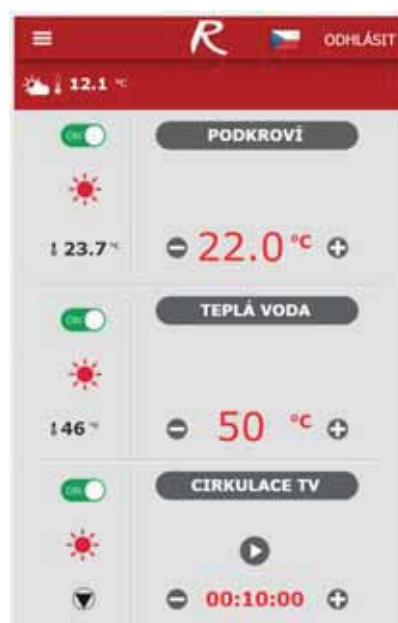 R ODHLÁSIT
12.1 °C
ON PODKROVÍ
23.7 °C 22.0 °C
ON TEPLÁ VODA
46 °C 50 °C
ON CIRKULACE TV
00:10:00